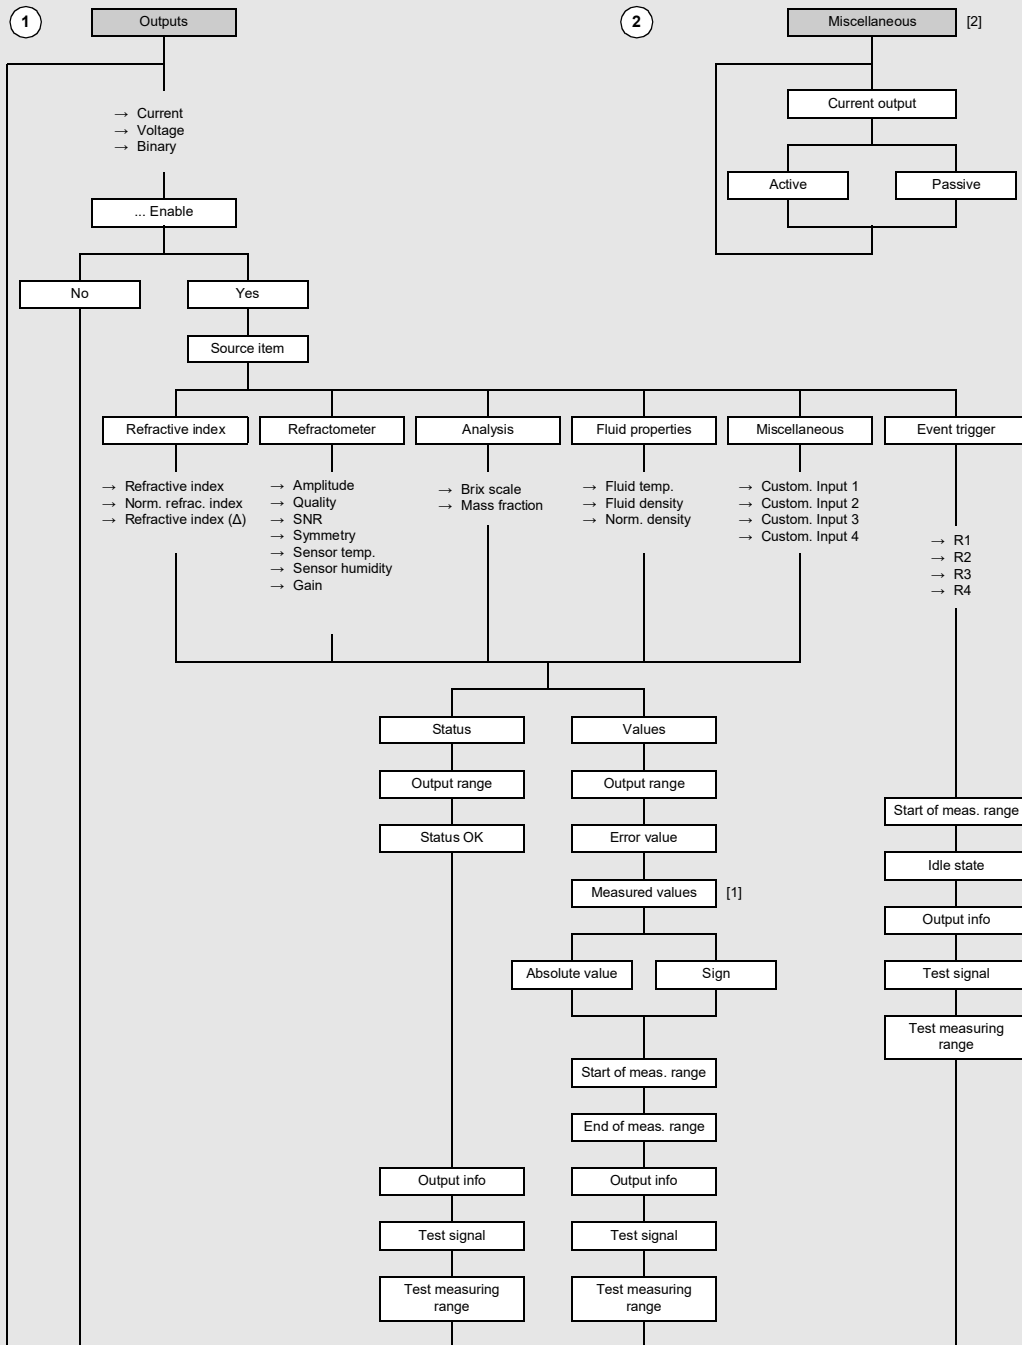 1
Outputs
→ Current
→ Voltage
→ Binary
... Enable
No
Yes
Source item
Refractive index
Refractometer
Analysis
Fluid properties
Miscellaneous
Event trigger
→ Refractive index
→ Norm. refrac. index
→ Refractive index (Δ)
→ Amplitude
→ Quality
→ SNR
→ Symmetry
→ Sensor temp.
→ Sensor humidity
→ Gain
→ Brix scale
→ Mass fraction
→ Fluid temp.
→ Fluid density
→ Norm. density
→ Custom. Input 1
→ Custom. Input 2
→ Custom. Input 3
→ Custom. Input 4
→ R1
→ R2
→ R3
→ R4
Status
Output range
Status OK
Output info
Test signal
Test measuring
range
Values
Output range
Error value
Measured values
[1]
Absolute value
Sign
Start of meas. range
End of meas. range
Output info
Test signal
Test measuring
range
Start of meas. range
Idle state
Output info
Test signal
Test measuring
range
2
Miscellaneous
[2]
Current output
Active
Passive